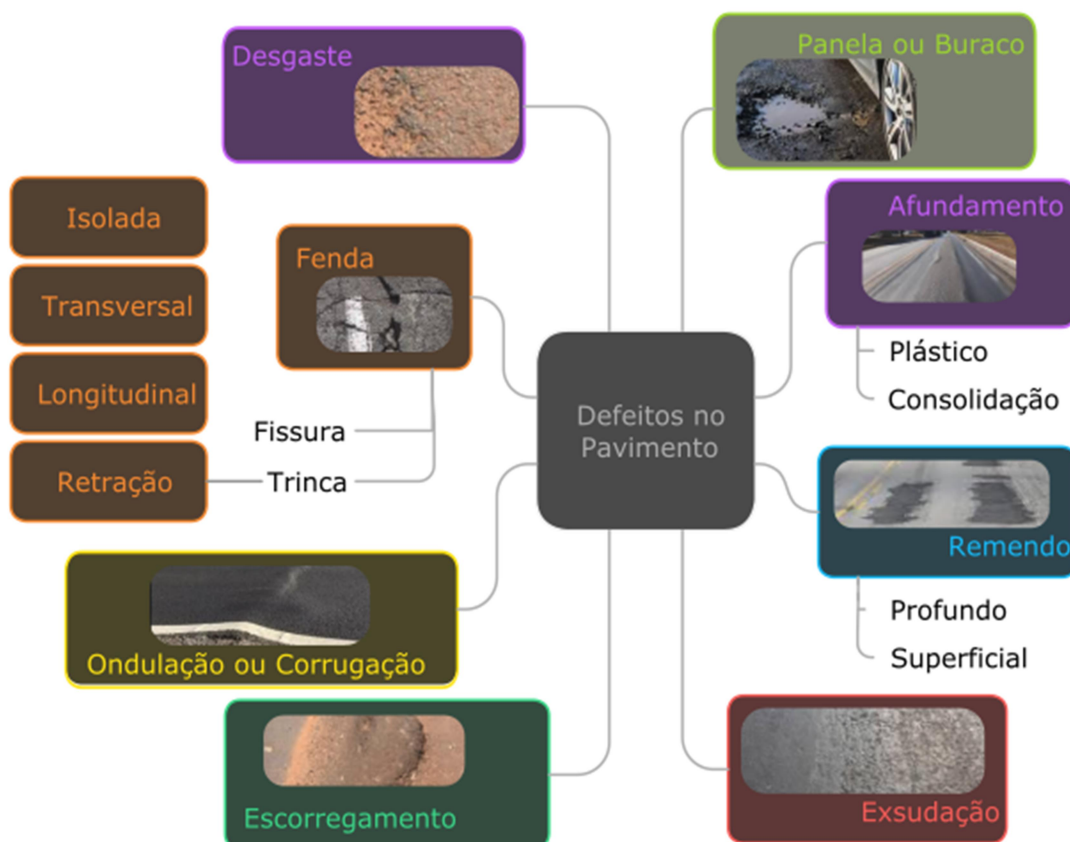 Desgaste
Panela ou Buraco
Afundamento
Plástico
Consolidação
Isolada
Transversal
Longitudinal
Retração
Fenda
Fissura
Trinca
Defeitos no
Pavimento
Remendo
Profundo
Superficial
Ondulação ou Corrugação
Escorregamento
Exsudação